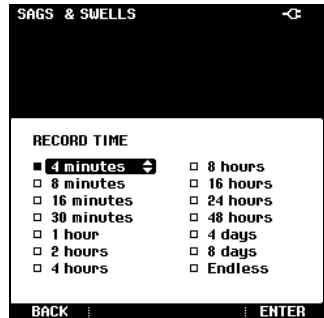 SAGS & SWELLS
RECORD TIME
4 minutes
8 minutes
16 minutes
30 minutes
1 hour
2 hours
4 hours
8 hours
16 hours
24 hours
48 hours
4 days
8 days
Endless
BACK
ENTER